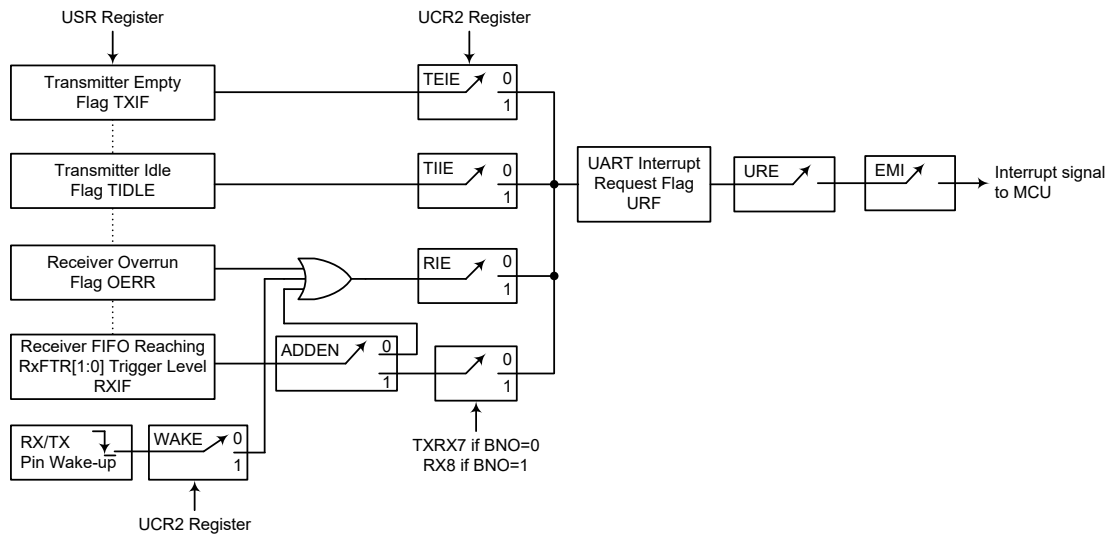 USR Register
UCR2 Register
Transmitter Empty
Flag TXIF
TEIE
0
1
Transmitter Idle
Flag TIDLE
TIIE
0
1
UART Interrupt
Request Flag
URF
URE
EMI
Interrupt signal
to MCU
Receiver Overrun
Flag OERR
RIE
0
1
Receiver FIFO Reaching
RxFTR[1:0] Trigger Level
RXIF
ADDEN
0
1
0
1
RX/TX
Pin Wake-up
WAKE
0
1
TXRX7 if BNO=0
RX8 if BNO=1
UCR2 Register